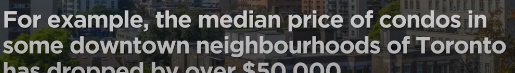 For example, the median price of condos in
some downtown neighbourhoods of Toronto
has dropped by over $50,000